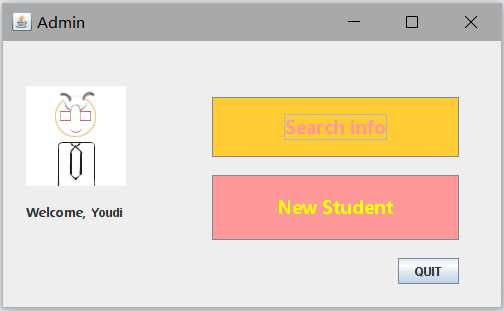 Admin
Search info
New Student
Welcome, Youdi
QUIT